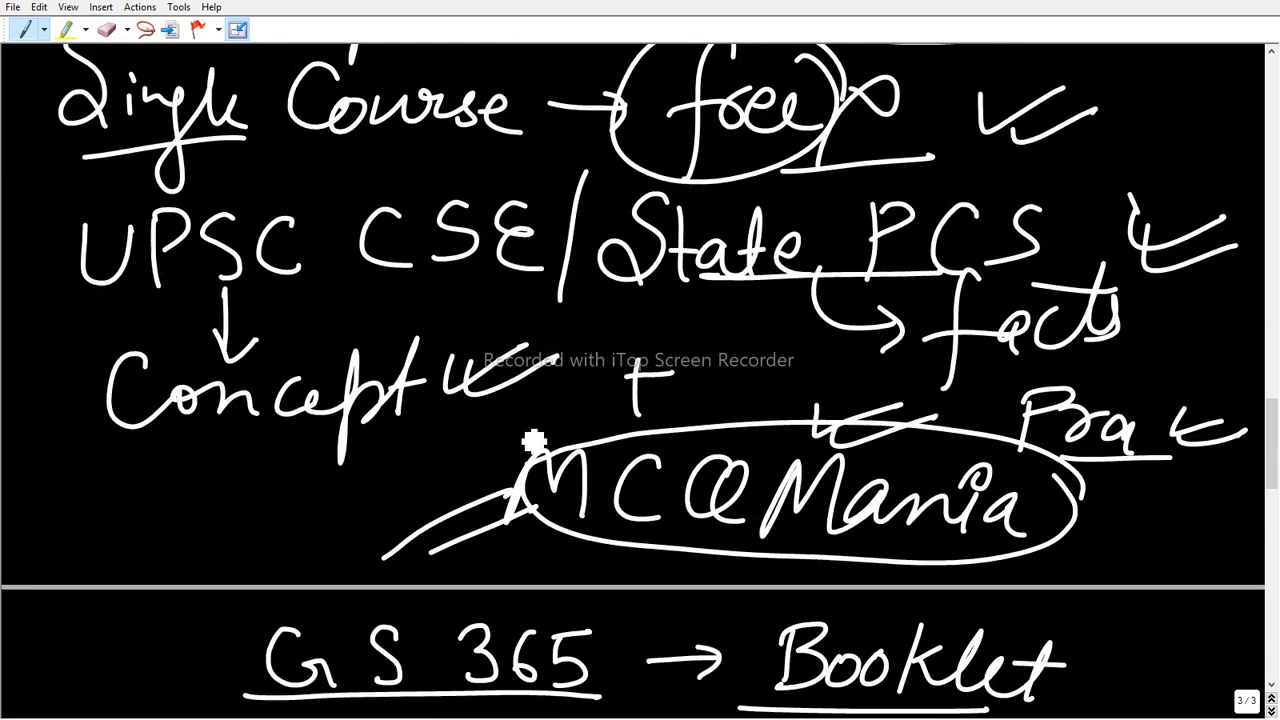 File Edit View Insert Actions Tools Help
Single Course → free
UPSC CSE / State PCS
↓ → facts
Recorded with iTop Screen Recorder
Concept +
MCQ Mania
GS 365 → Booklet
3/3